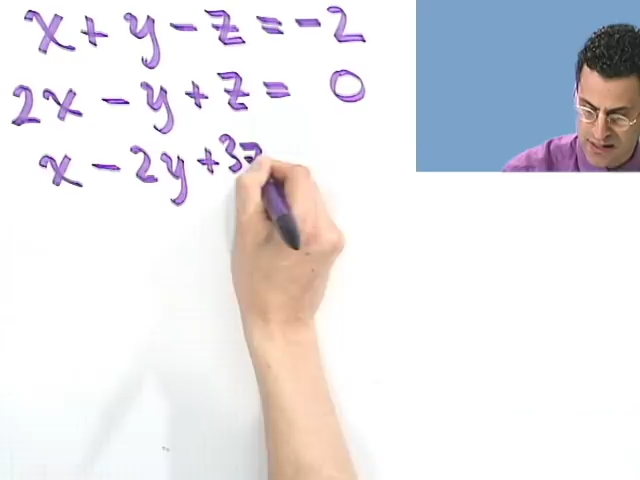 x + y - z = -2
2x - y + z = 0
x - 2y + 3z